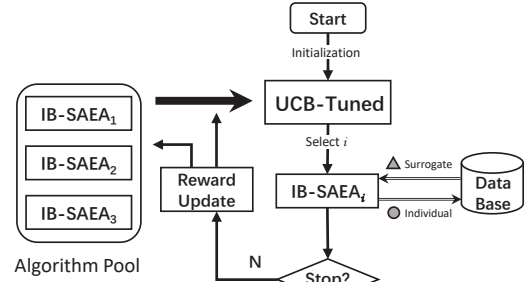 Start
Initialization
UCB-Tuned
Select i
IB-SAEA₁
IB-SAEA₂
IB-SAEA₃
Algorithm Pool
Reward
Update
IB-SAEAᵢ
Surrogate
Individual
Data
Base
N
Stop?